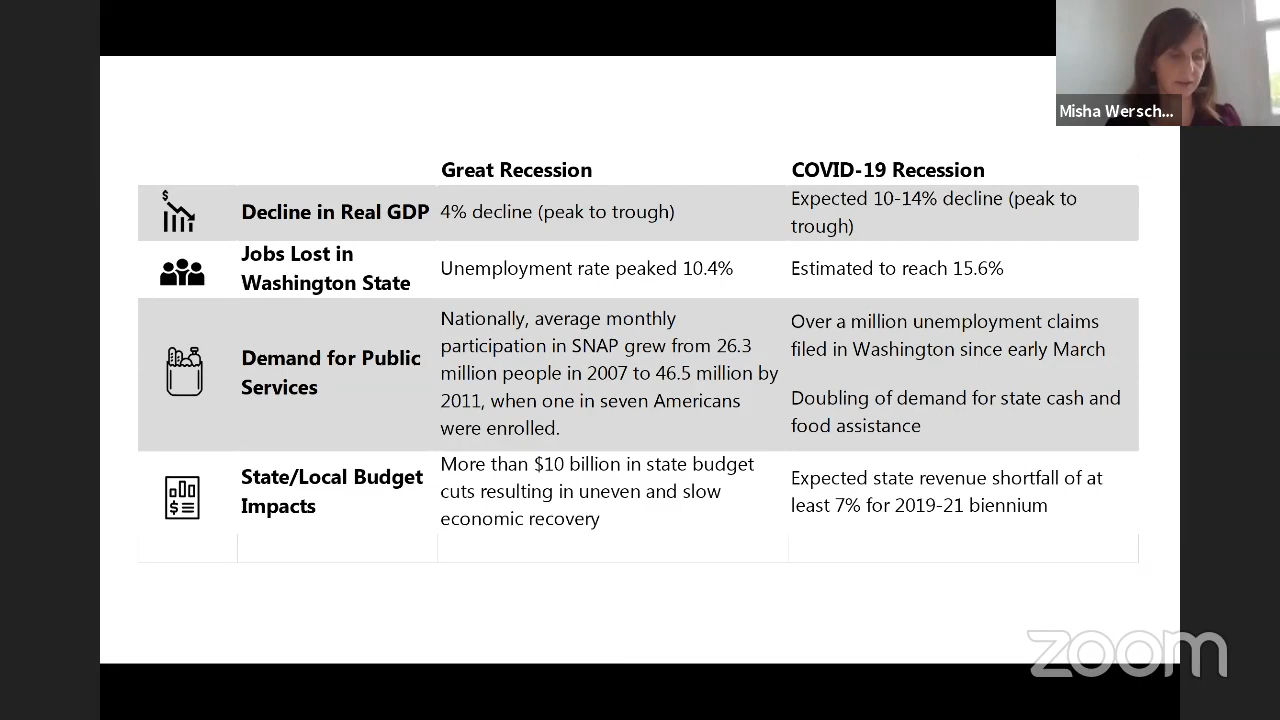 Misha Wersch...
Great Recession
COVID-19 Recession
$
Decline in Real GDP
4% decline (peak to trough)
Expected 10-14% decline (peak to
trough)
Jobs Lost in
Washington State
Unemployment rate peaked 10.4%
Estimated to reach 15.6%
Demand for Public
Services
Nationally, average monthly
participation in SNAP grew from 26.3
million people in 2007 to 46.5 million by
2011, when one in seven Americans
were enrolled.
Over a million unemployment claims
filed in Washington since early March
Doubling of demand for state cash and
food assistance
$
State/Local Budget
Impacts
More than $10 billion in state budget
cuts resulting in uneven and slow
economic recovery
Expected state revenue shortfall of at
least 7% for 2019-21 biennium
zoom